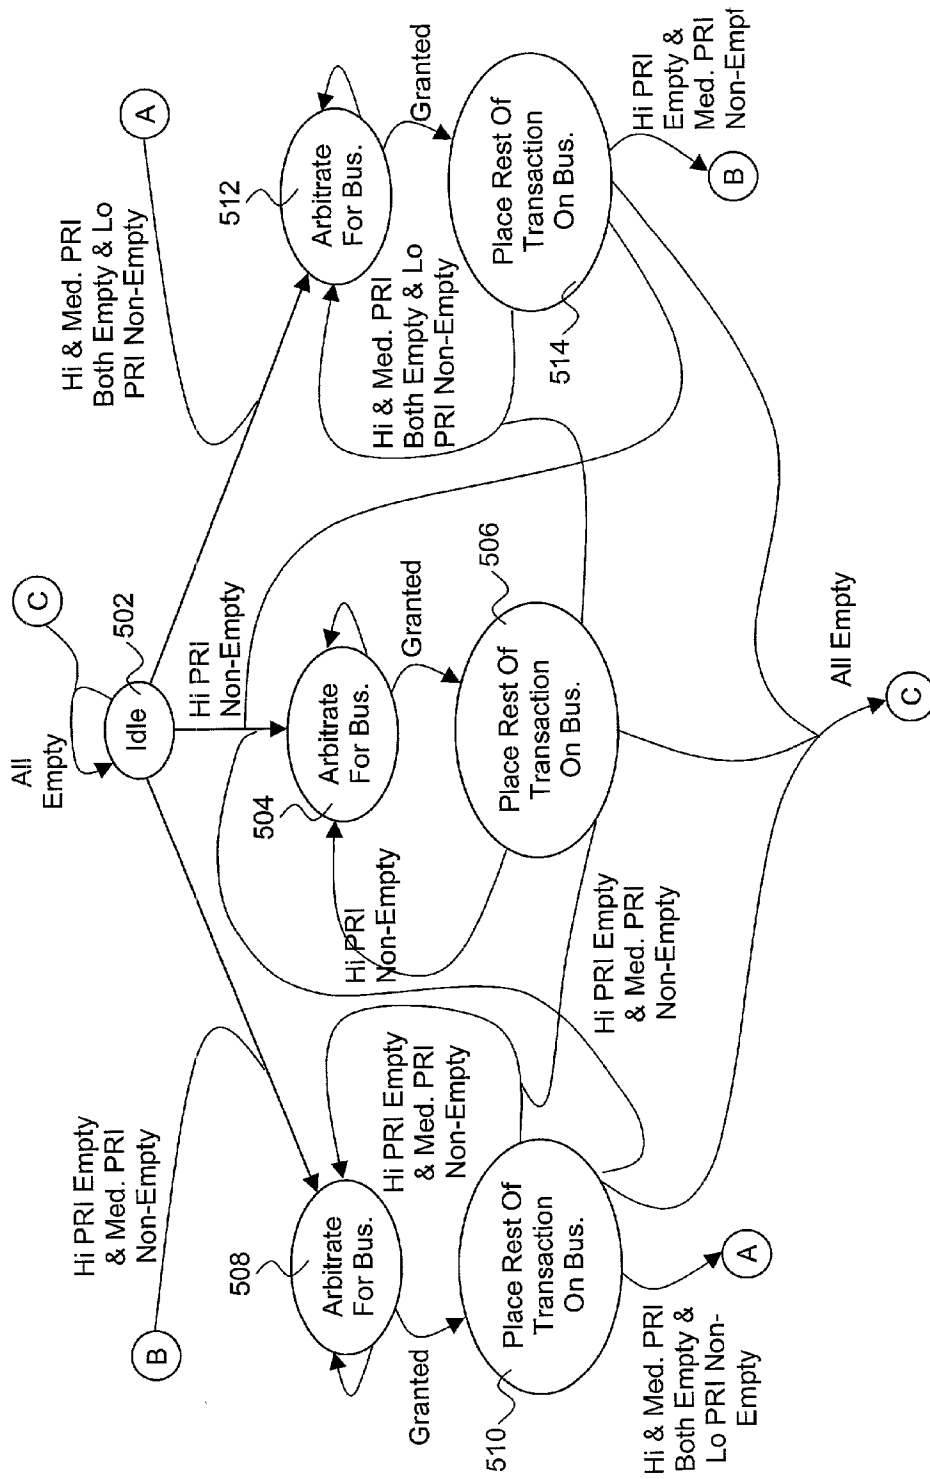 All
Empty
C
Idle
502
Hi PRI Empty
& Med. PRI
Non-Empty
B
Hi PRI
Non-Empty
Hi & Med. PRI
Both Empty & Lo
PRI Non-Empty
A
508
Arbitrate
For Bus.
Granted
Hi PRI Empty
& Med. PRI
Non-Empty
510
Place Rest Of
Transaction
On Bus.
Hi & Med. PRI
Both Empty &
Lo PRI Non-
Empty
A
504
Arbitrate
For Bus.
Granted
Hi PRI
Non-Empty
506
Place Rest Of
Transaction
On Bus.
Hi PRI Empty
& Med. PRI
Non-Empty
512
Arbitrate
For Bus.
Granted
Hi & Med. PRI
Both Empty & Lo
PRI Non-Empty
514
Place Rest Of
Transaction
On Bus.
Hi PRI
Empty &
Med. PRI
Non-Empt
B
All Empty
C